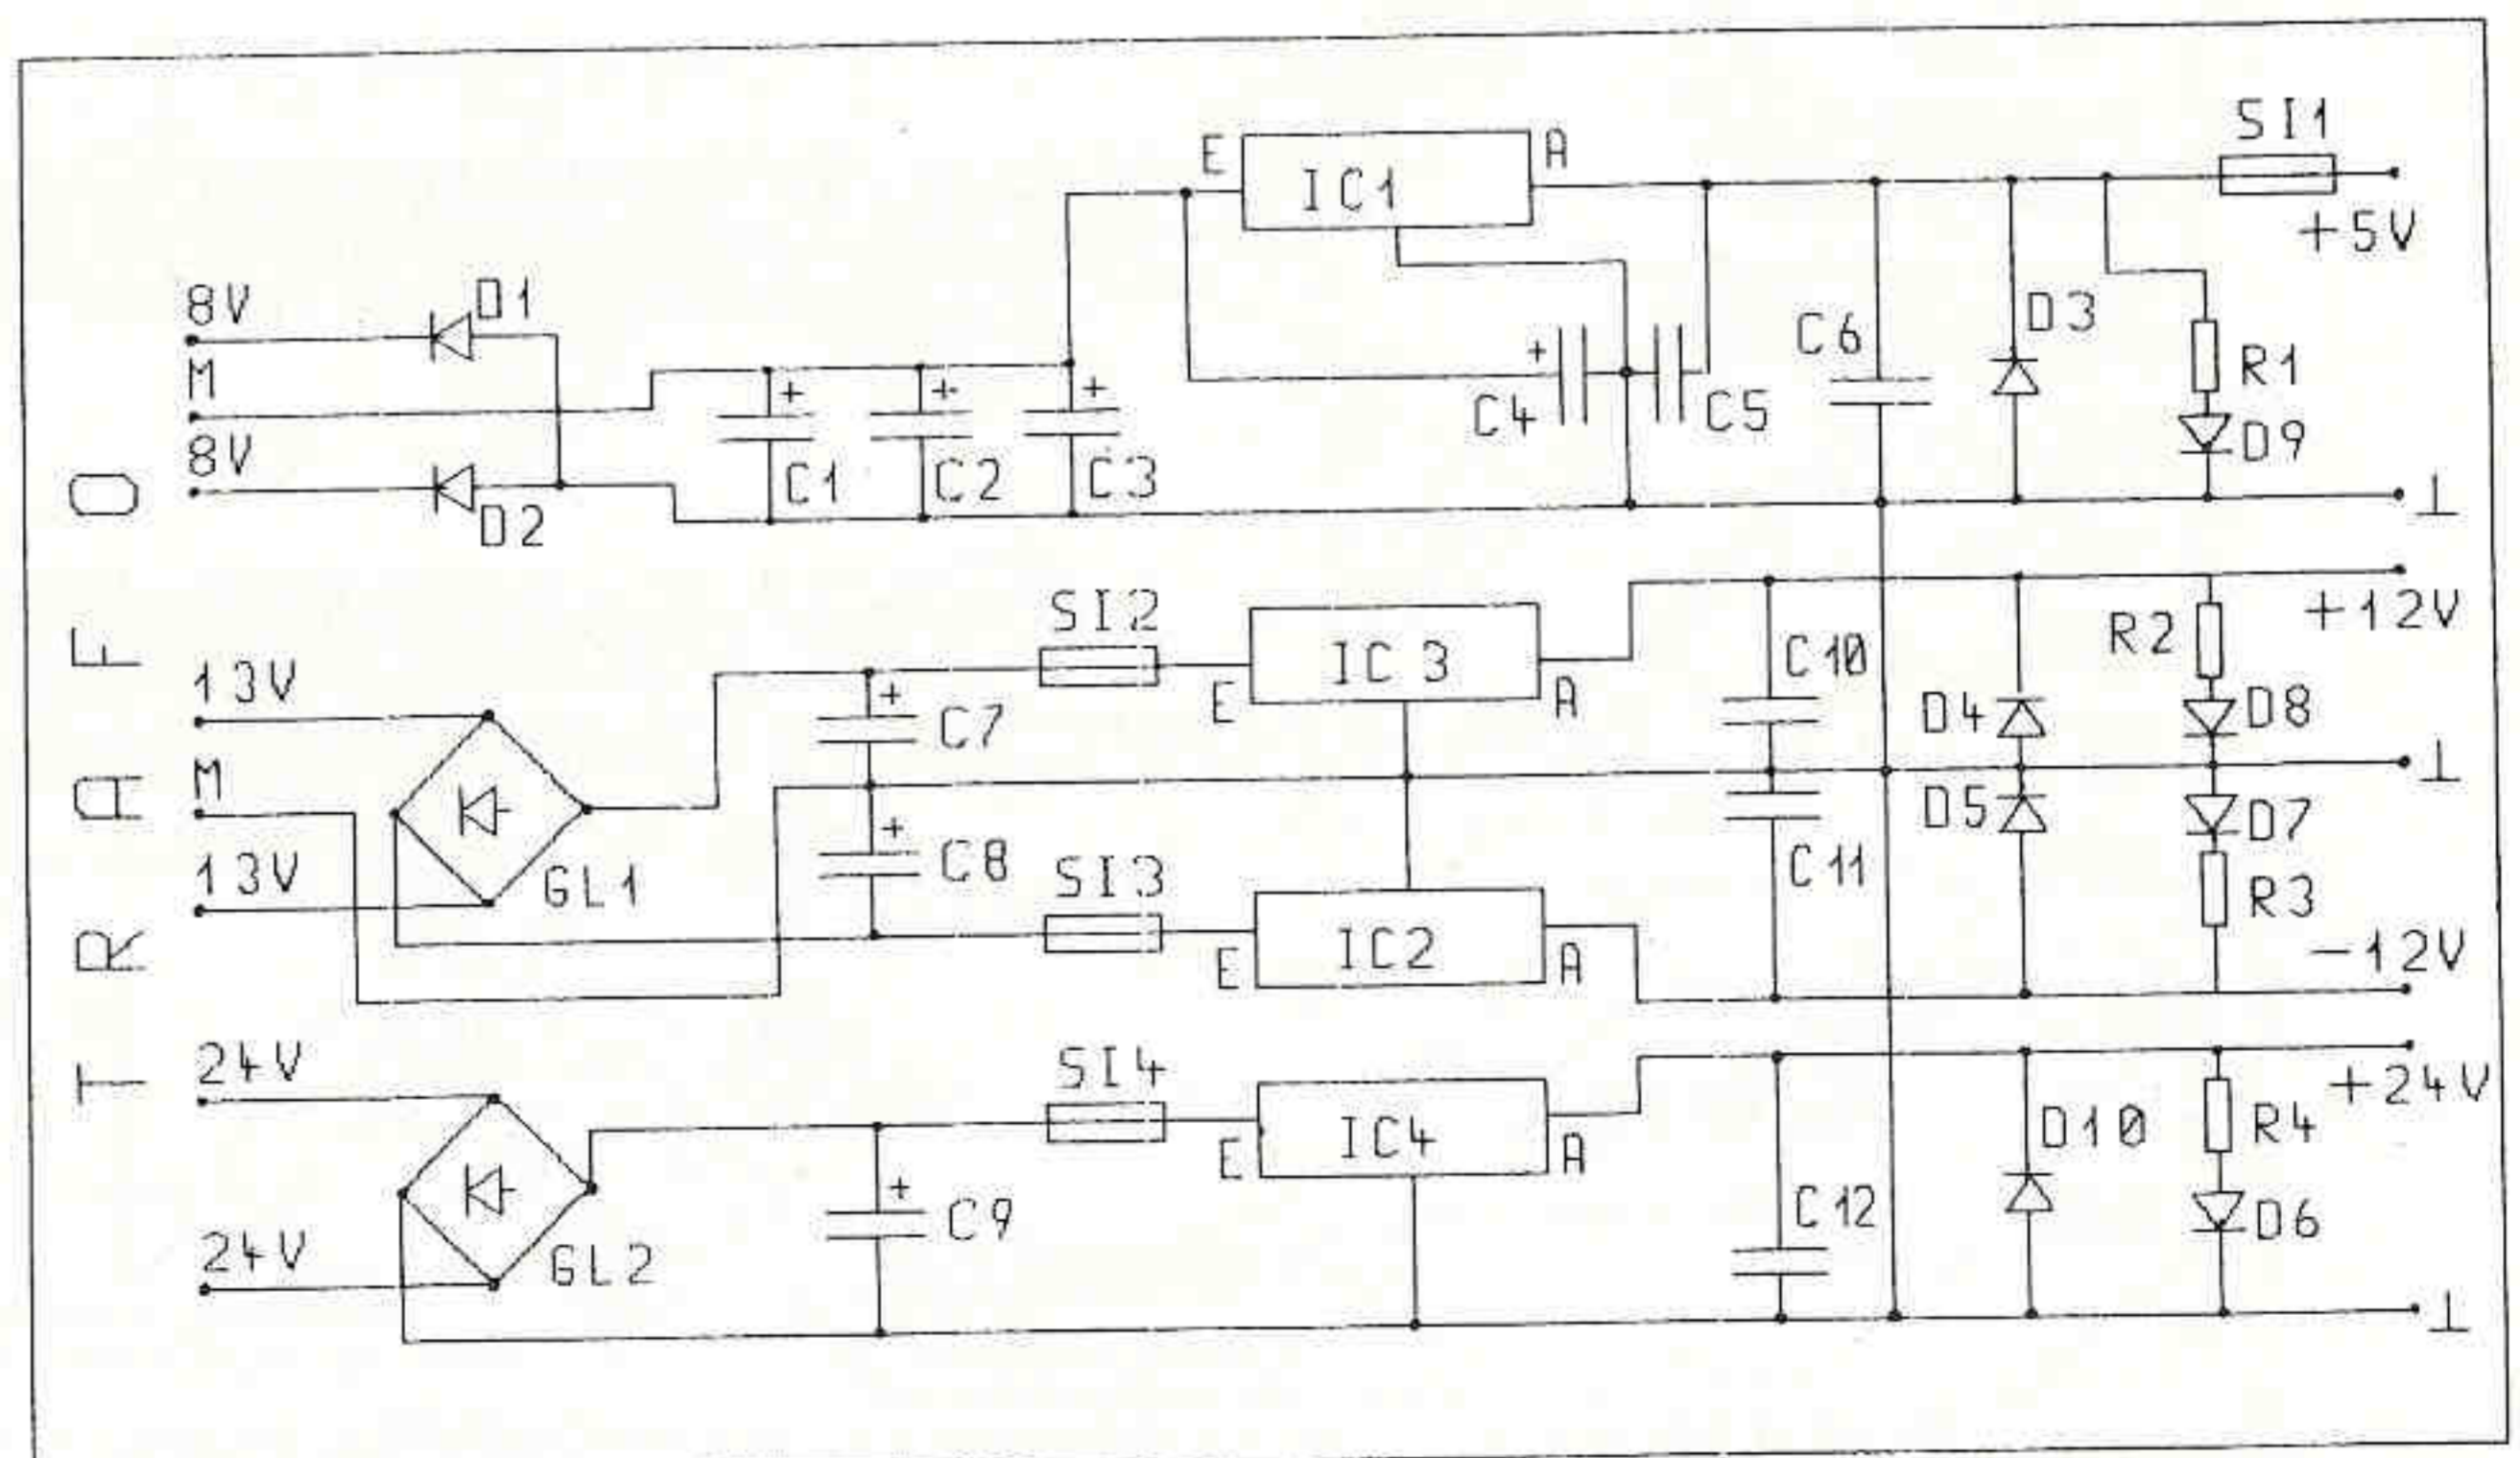 TRAFO
SI1
E
IC1
A
+5V
8V
D1
M
8V
D2
+
C1
+
C2
+
C3
+
C4
C5
C6
D3
R1
D9
⊥
SI2
E
IC 3
A
+12V
13V
M
13V
GL1
+
C7
C10
R2
D4
D8
⊥
+
C8
SI3
E
IC2
A
C11
D5
D7
R3
-12V
24V
24V
GL2
SI4
E
IC4
A
+24V
+
C9
C12
D10
R4
D6
⊥